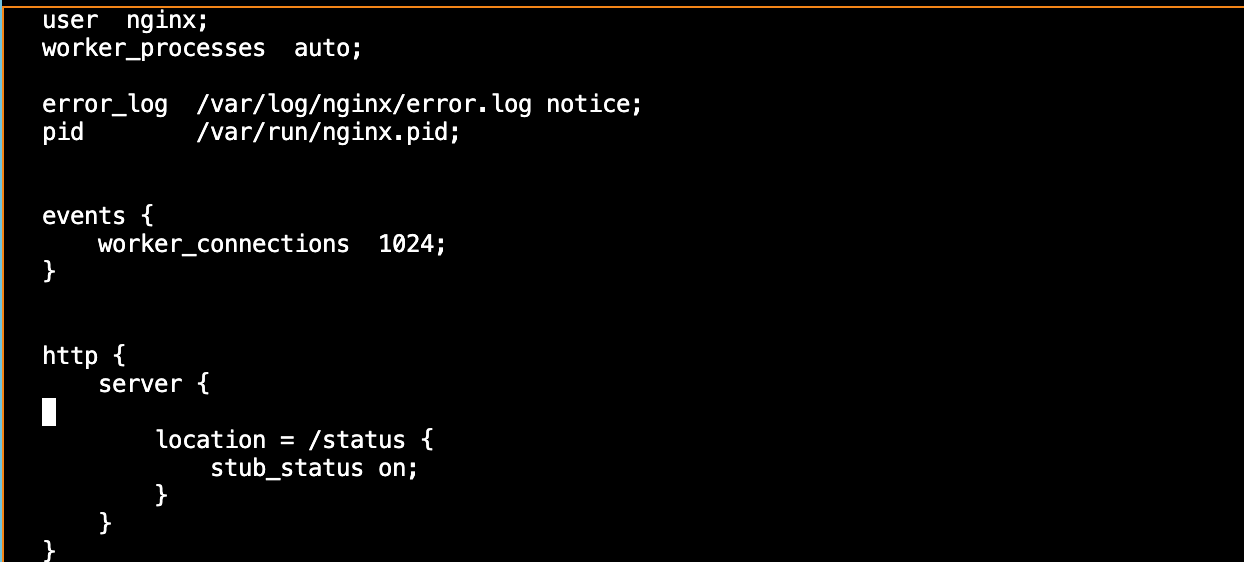 user  nginx;
worker_processes  auto;
error_log  /var/log/nginx/error.log notice;
pid        /var/run/nginx.pid;
events {
    worker_connections  1024;
}
http {
    server {
        location = /status {
            stub_status on;
        }
    }
}